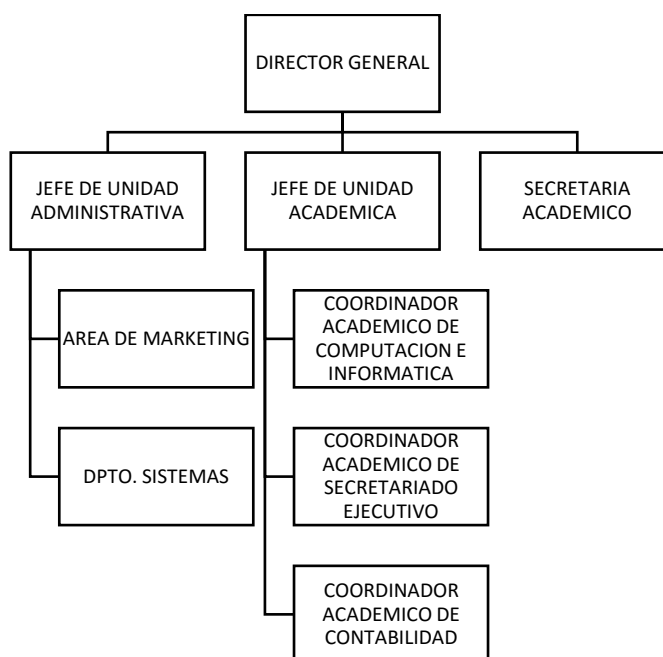 DIRECTOR GENERAL
JEFE DE UNIDAD
ADMINISTRATIVA
JEFE DE UNIDAD
ACADEMICA
SECRETARIA
ACADEMICO
AREA DE MARKETING
DPTO. SISTEMAS
COORDINADOR
ACADEMICO DE
COMPUTACION E
INFORMATICA
COORDINADOR
ACADEMICO DE
SECRETARIADO
EJECUTIVO
COORDINADOR
ACADEMICO DE
CONTABILIDAD